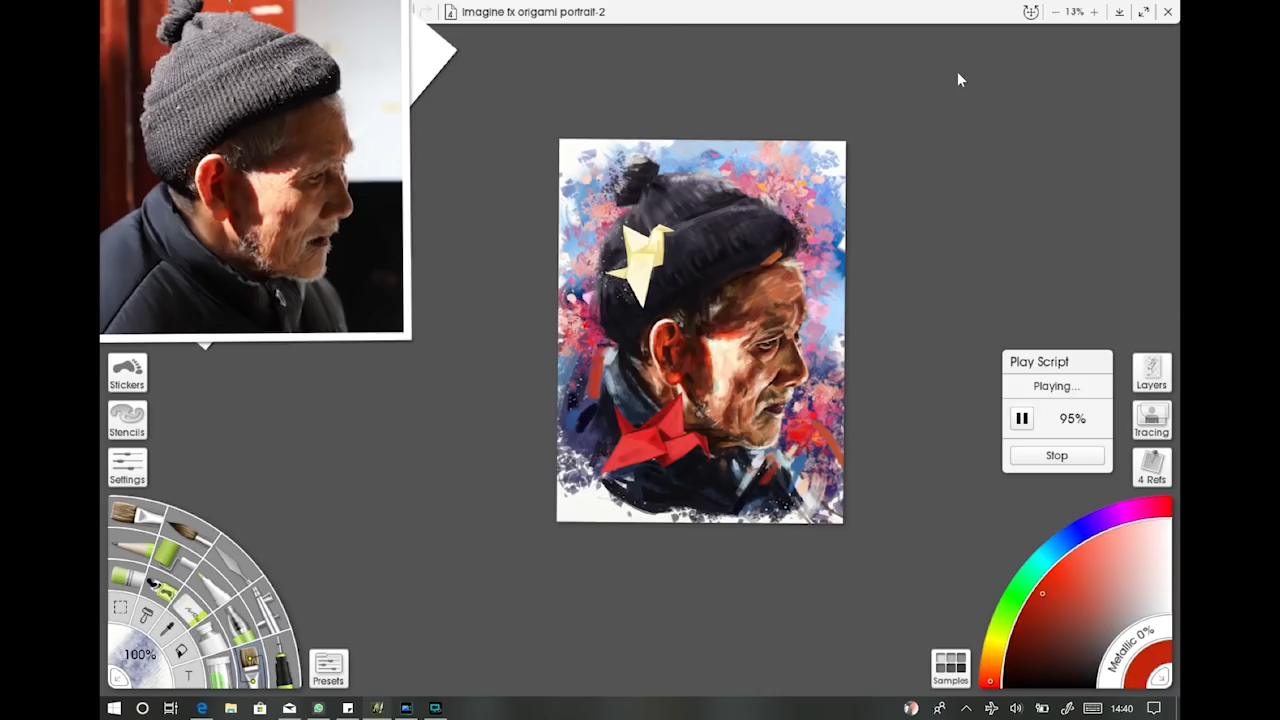 Imagine fx origami portrait-2
13%
Stickers
Stencils
Settings
100%
T
Presets
Play Script
Playing...
95%
Stop
Layers
Tracing
4 Refs
Metallic 0%
Samples
14:40